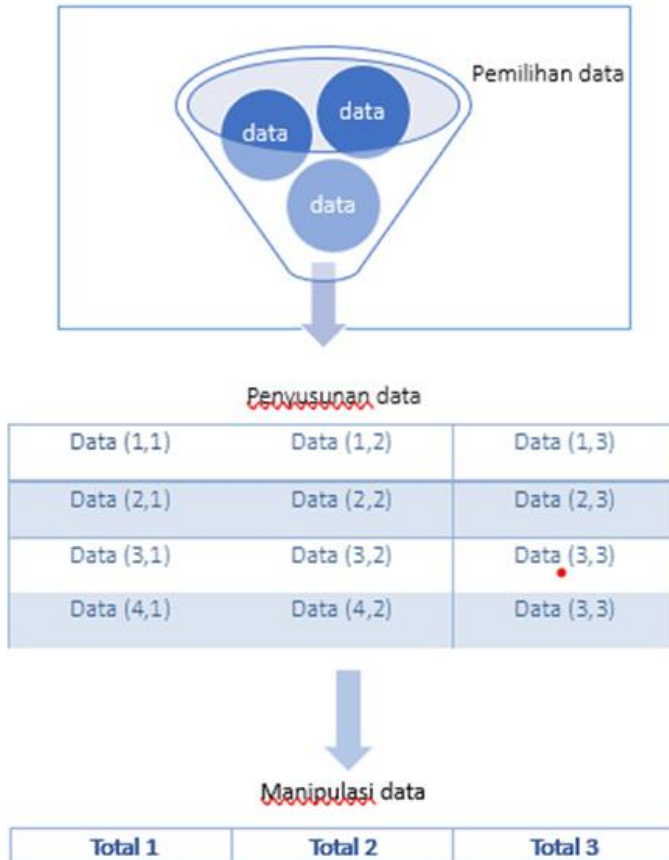 Pemilihan data
data
data
data
Penyusunan data
Data (1,1) Data (1,2) Data (1,3)
Data (2,1) Data (2,2) Data (2,3)
Data (3,1) Data (3,2) Data (3,3)
Data (4,1) Data (4,2) Data (3,3)
Manipulasi data
Total 1 Total 2 Total 3